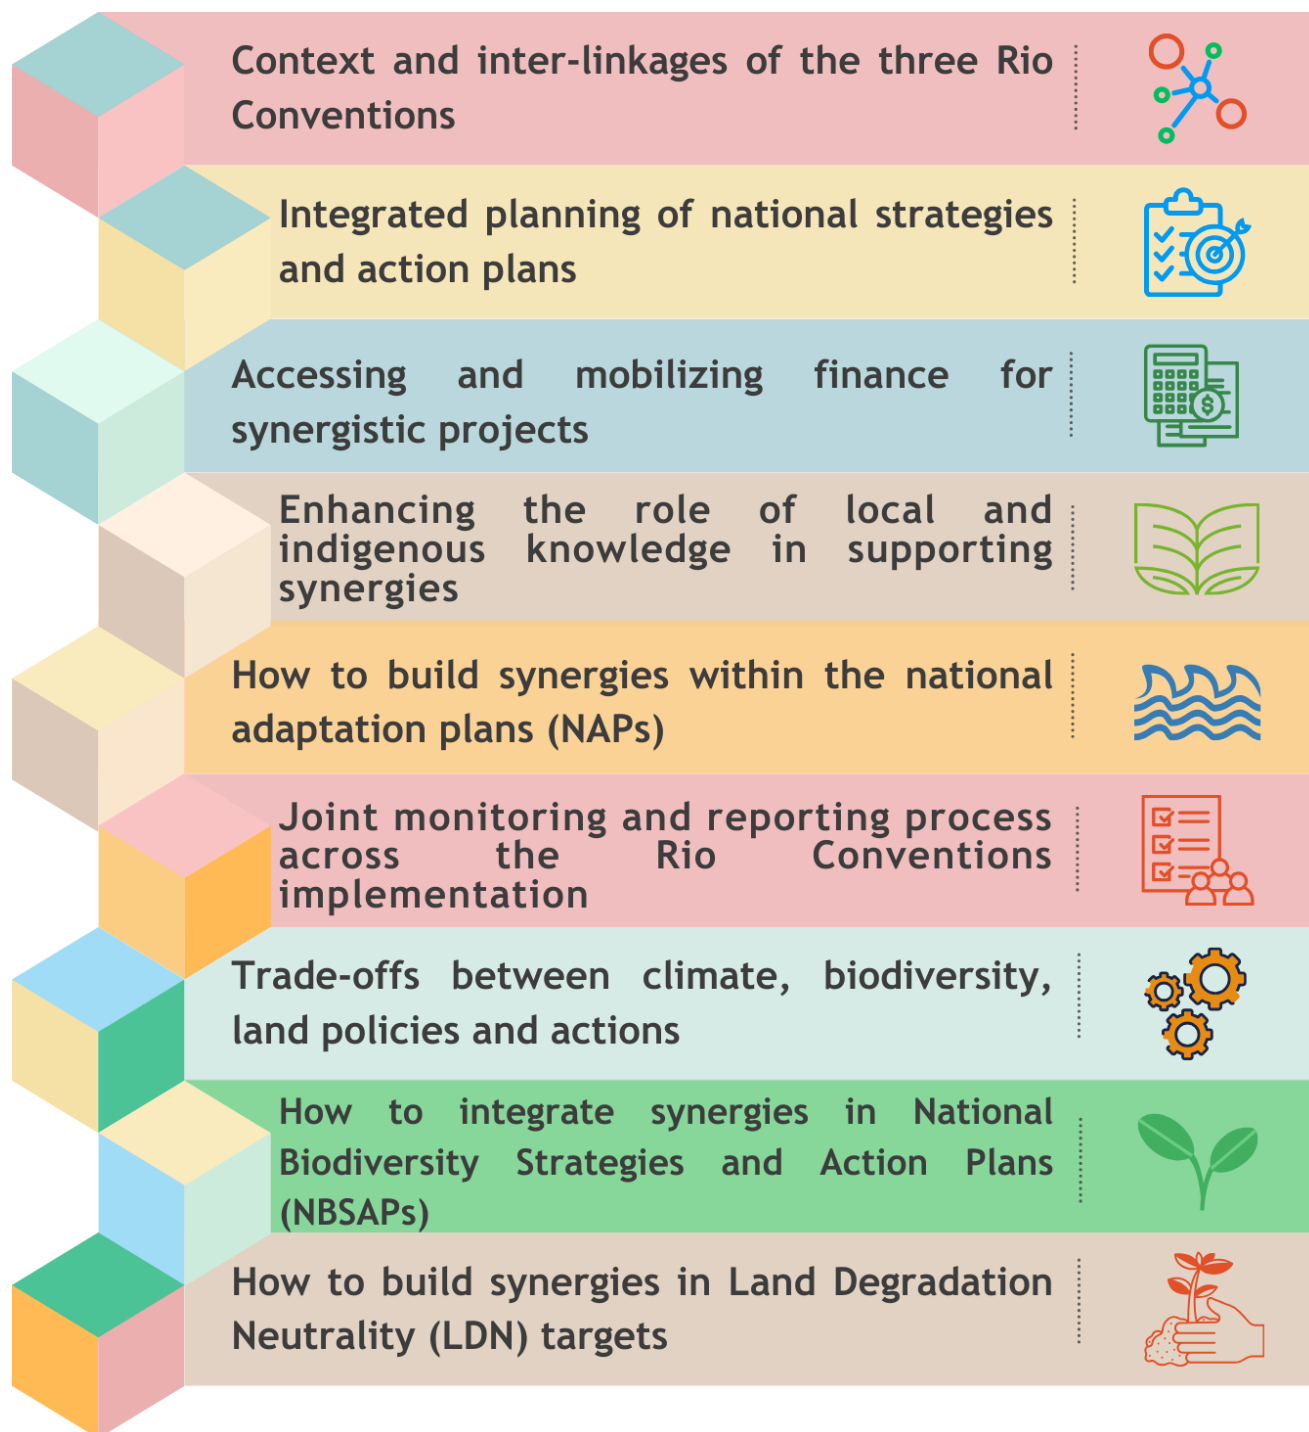 Context and inter-linkages of the three Rio
Conventions
Integrated planning of national strategies
and action plans
Accessing and mobilizing finance for
synergistic projects
Enhancing the role of local and
indigenous knowledge in supporting
synergies
How to build synergies within the national
adaptation plans (NAPs)
Joint monitoring and reporting process
across the Rio Conventions
implementation
Trade-offs between climate, biodiversity,
land policies and actions
How to integrate synergies in National
Biodiversity Strategies and Action Plans
(NBSAPs)
How to build synergies in Land Degradation
Neutrality (LDN) targets